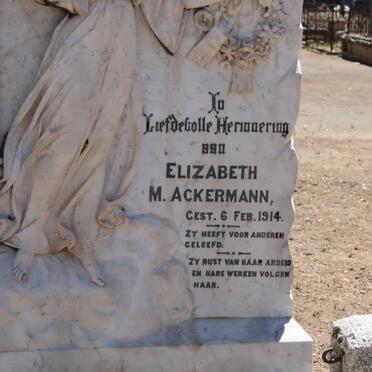 In
Liefdevolle Herinnering
aan
ELIZABETH
M. ACKERMANN,
GEST. 6 FEB. 1914.
ZY HEEFT VOOR ANDEREN
GELEEFD.
ZY RUST VAN HAAR ARBEID
EN HARE WERKEN VOLGEN
HAAR.